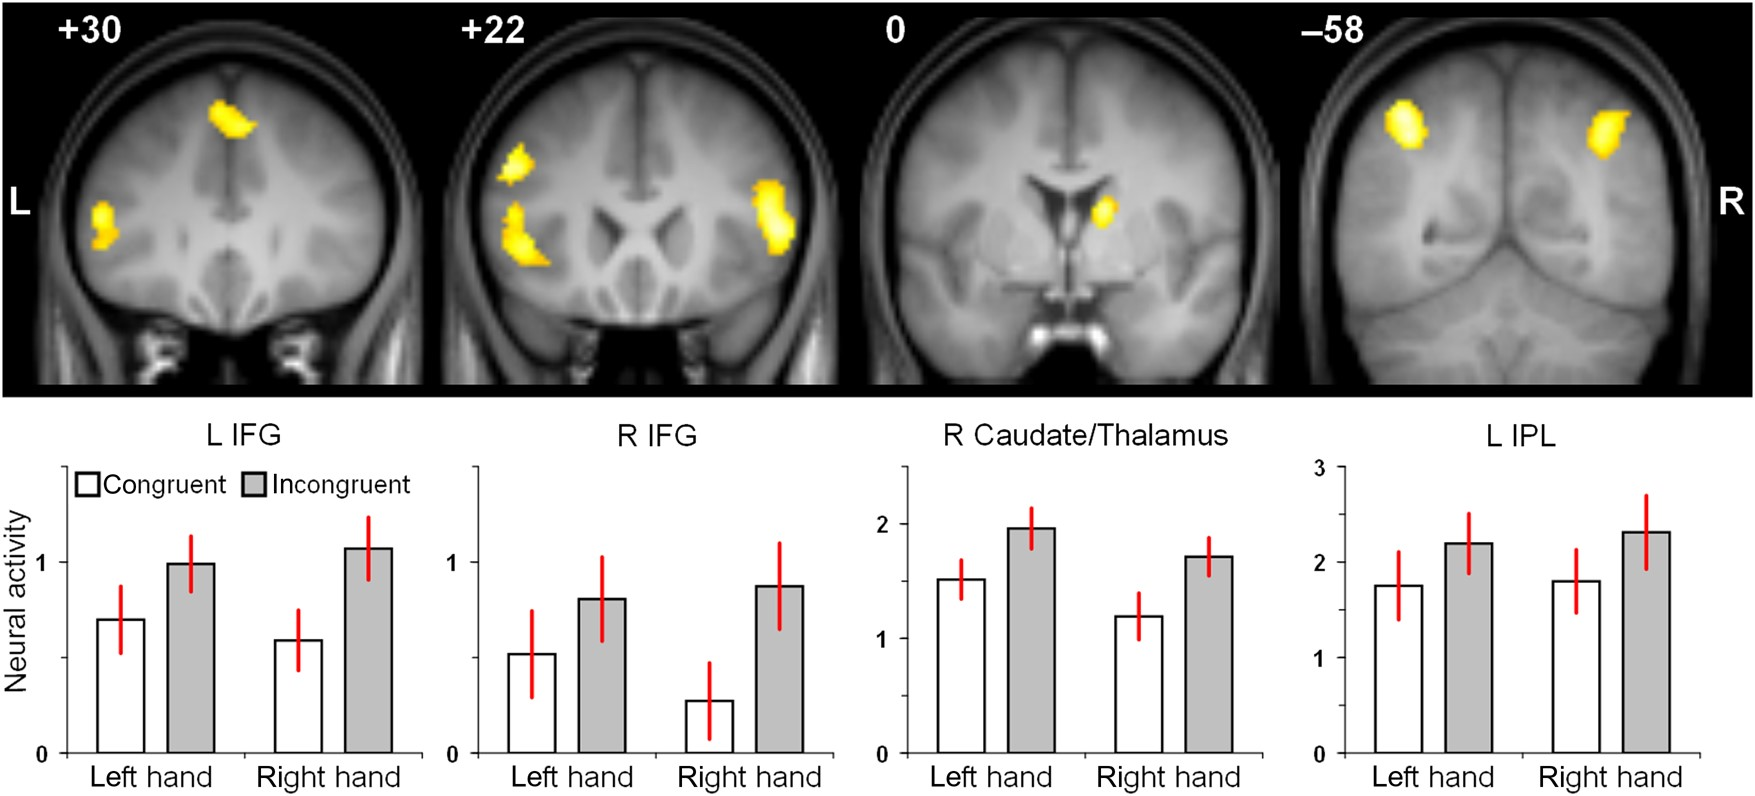 +30 +22 0 –58
L R
L IFG R IFG R Caudate/Thalamus L IPL
Congruent Incongruent
Neural activity
1
0
1
0
2
1
0
3
2
1
0
Left hand Right hand Left hand Right hand Left hand Right hand Left hand Right hand